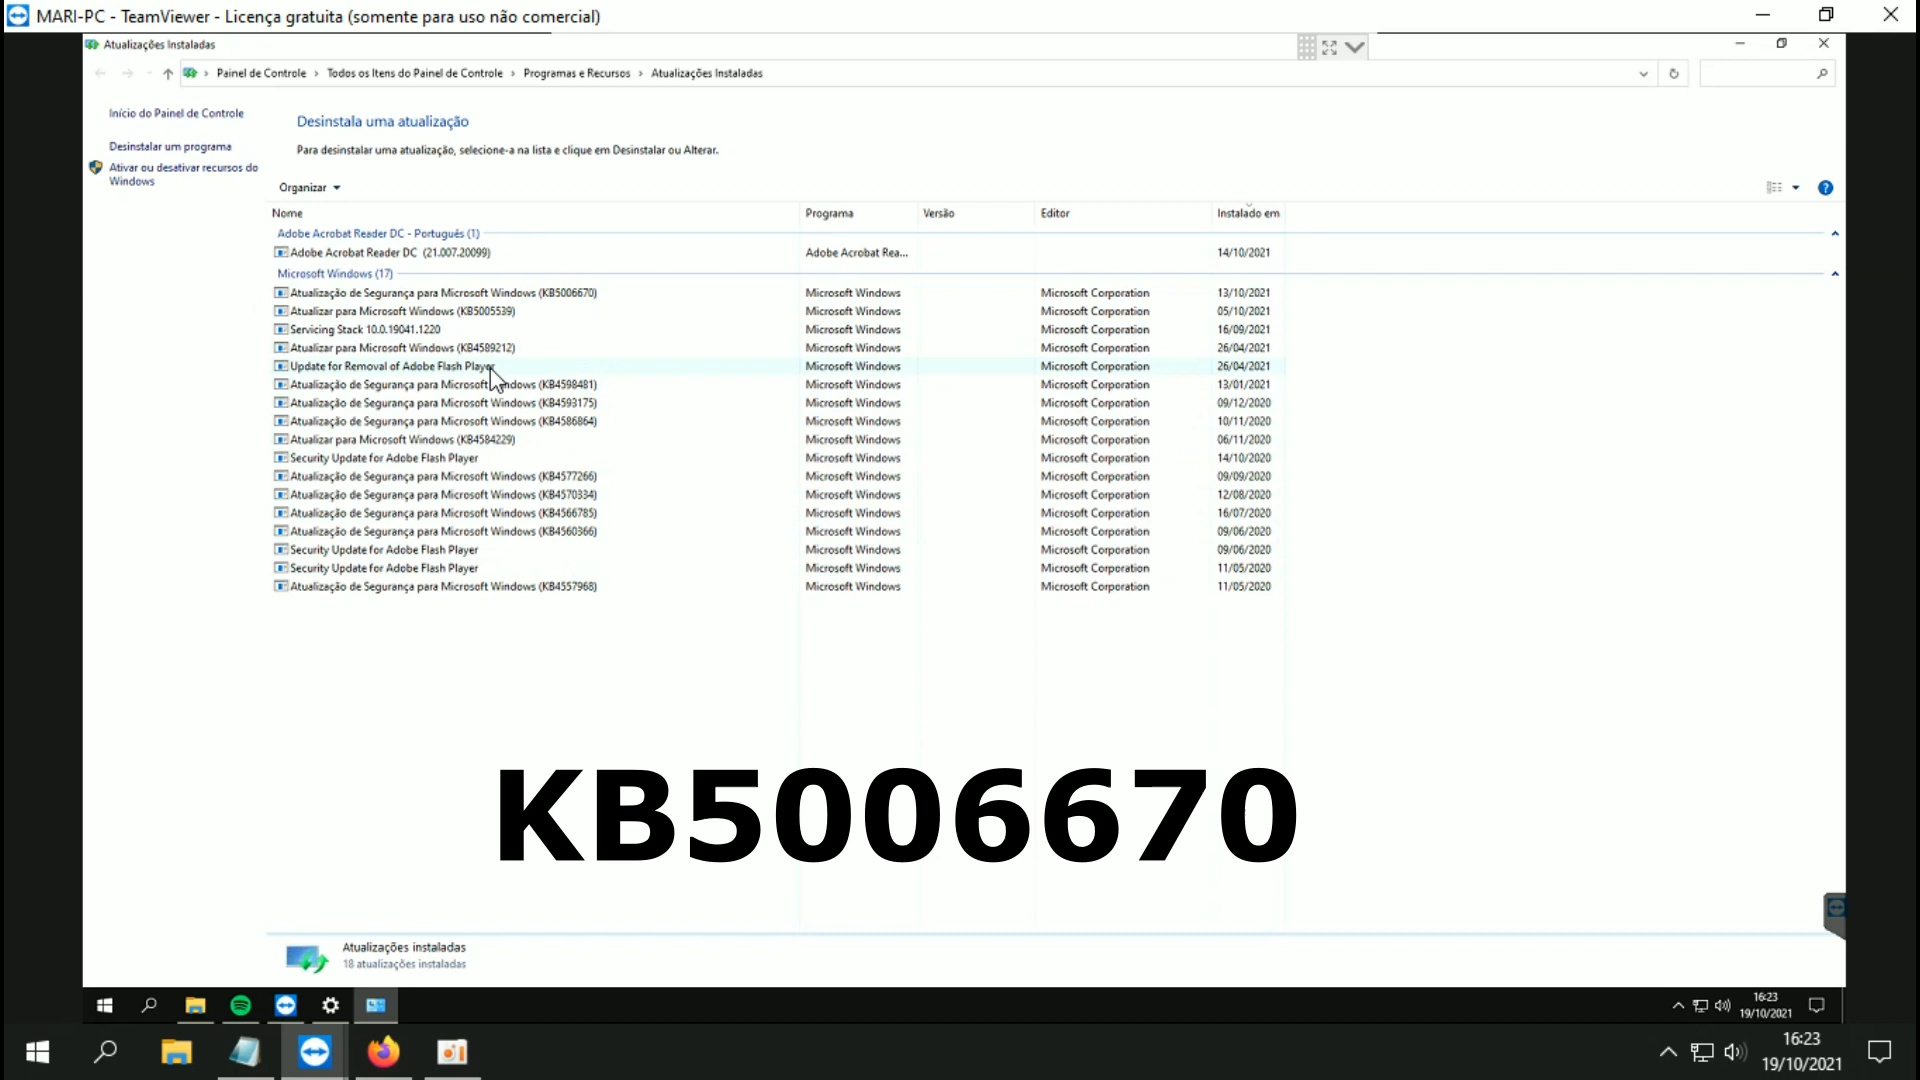 MARI-PC - TeamViewer - Licença gratuita (somente para uso não comercial)
Atualizações Instaladas
Painel de Controle › Todos os Itens do Painel de Controle › Programas e Recursos › Atualizações Instaladas
Início do Painel de Controle
Desinstalar um programa
Ativar ou desativar recursos do
Windows
Desinstala uma atualização
Para desinstalar uma atualização, selecione-a na lista e clique em Desinstalar ou Alterar.
Organizar
Nome Programa Versão Editor Instalado em
Adobe Acrobat Reader DC - Português (1)
Adobe Acrobat Reader DC (21.007.20099) Adobe Acrobat Rea... 14/10/2021
Microsoft Windows (17)
Atualização de Segurança para Microsoft Windows (KB5006670) Microsoft Windows Microsoft Corporation 13/10/2021
Atualizar para Microsoft Windows (KB5005539) Microsoft Windows Microsoft Corporation 05/10/2021
Servicing Stack 10.0.19041.1220 Microsoft Windows Microsoft Corporation 16/09/2021
Atualizar para Microsoft Windows (KB4589212) Microsoft Windows Microsoft Corporation 26/04/2021
Update for Removal of Adobe Flash Player Microsoft Windows Microsoft Corporation 26/04/2021
Atualização de Segurança para Microsoft Windows (KB4598481) Microsoft Windows Microsoft Corporation 13/01/2021
Atualização de Segurança para Microsoft Windows (KB4593175) Microsoft Windows Microsoft Corporation 09/12/2020
Atualização de Segurança para Microsoft Windows (KB4586864) Microsoft Windows Microsoft Corporation 10/11/2020
Atualizar para Microsoft Windows (KB4584229) Microsoft Windows Microsoft Corporation 06/11/2020
Security Update for Adobe Flash Player Microsoft Windows Microsoft Corporation 14/10/2020
Atualização de Segurança para Microsoft Windows (KB4577266) Microsoft Windows Microsoft Corporation 09/09/2020
Atualização de Segurança para Microsoft Windows (KB4570334) Microsoft Windows Microsoft Corporation 12/08/2020
Atualização de Segurança para Microsoft Windows (KB4566785) Microsoft Windows Microsoft Corporation 16/07/2020
Atualização de Segurança para Microsoft Windows (KB4560366) Microsoft Windows Microsoft Corporation 09/06/2020
Security Update for Adobe Flash Player Microsoft Windows Microsoft Corporation 09/06/2020
Security Update for Adobe Flash Player Microsoft Windows Microsoft Corporation 11/05/2020
Atualização de Segurança para Microsoft Windows (KB4557968) Microsoft Windows Microsoft Corporation 11/05/2020
KB5006670
Atualizações instaladas
18 atualizações instaladas
16:23
19/10/2021
16:23
19/10/2021